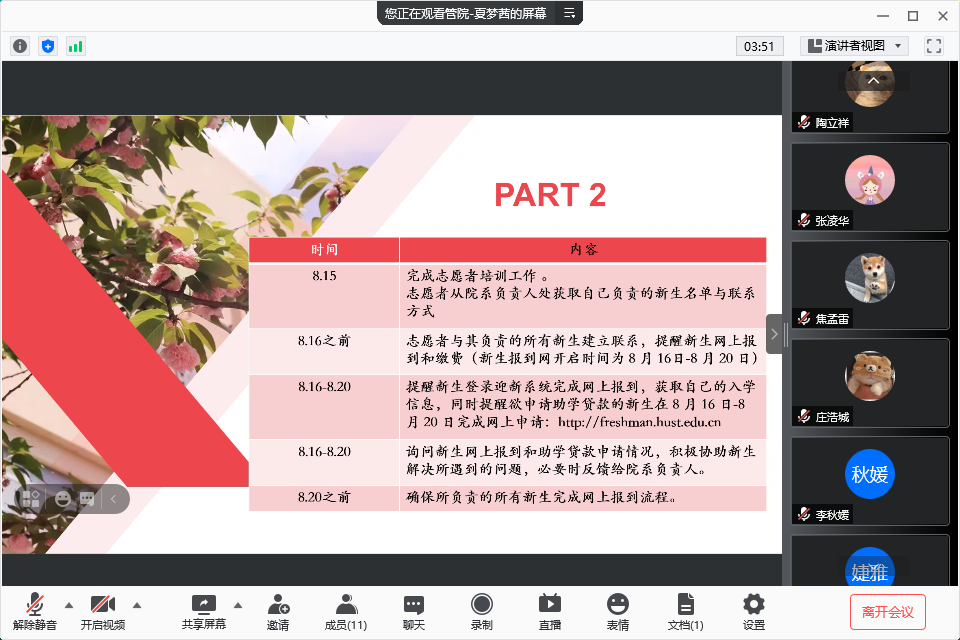 您正在观看管院-夏梦茜的屏幕
03:51
演讲者视图
陶立祥
张凌华
焦孟雷
庄浩城
秋媛
李秋媛
婕雅
PART 2
时间 内容
8.15 完成志愿者培训工作 。
志愿者从院系负责人处获取自己负责的新生名单与联系
方式
8.16之前 志愿者与其负责的所有新生建立联系，提醒新生网上报
到和缴费（新生报到网开启时间为 8 月 16日-8 月 20 日）
8.16-8.20 提醒新生登录迎新系统完成网上报到，获取自己的入学
信息，同时提醒欲申请助学贷款的新生在 8 月 16 日-8
月 20 日完成网上申请：http://freshman.hust.edu.cn
8.16-8.20 询问新生网上报到和助学贷款申请情况，积极协助新生
解决所遇到的问题，必要时反馈给院系负责人。
8.20之前 确保所负责的所有新生完成网上报到流程。
解除静音 开启视频 共享屏幕 邀请 成员(11) 聊天 录制 直播 表情 文档(1) 设置 离开会议